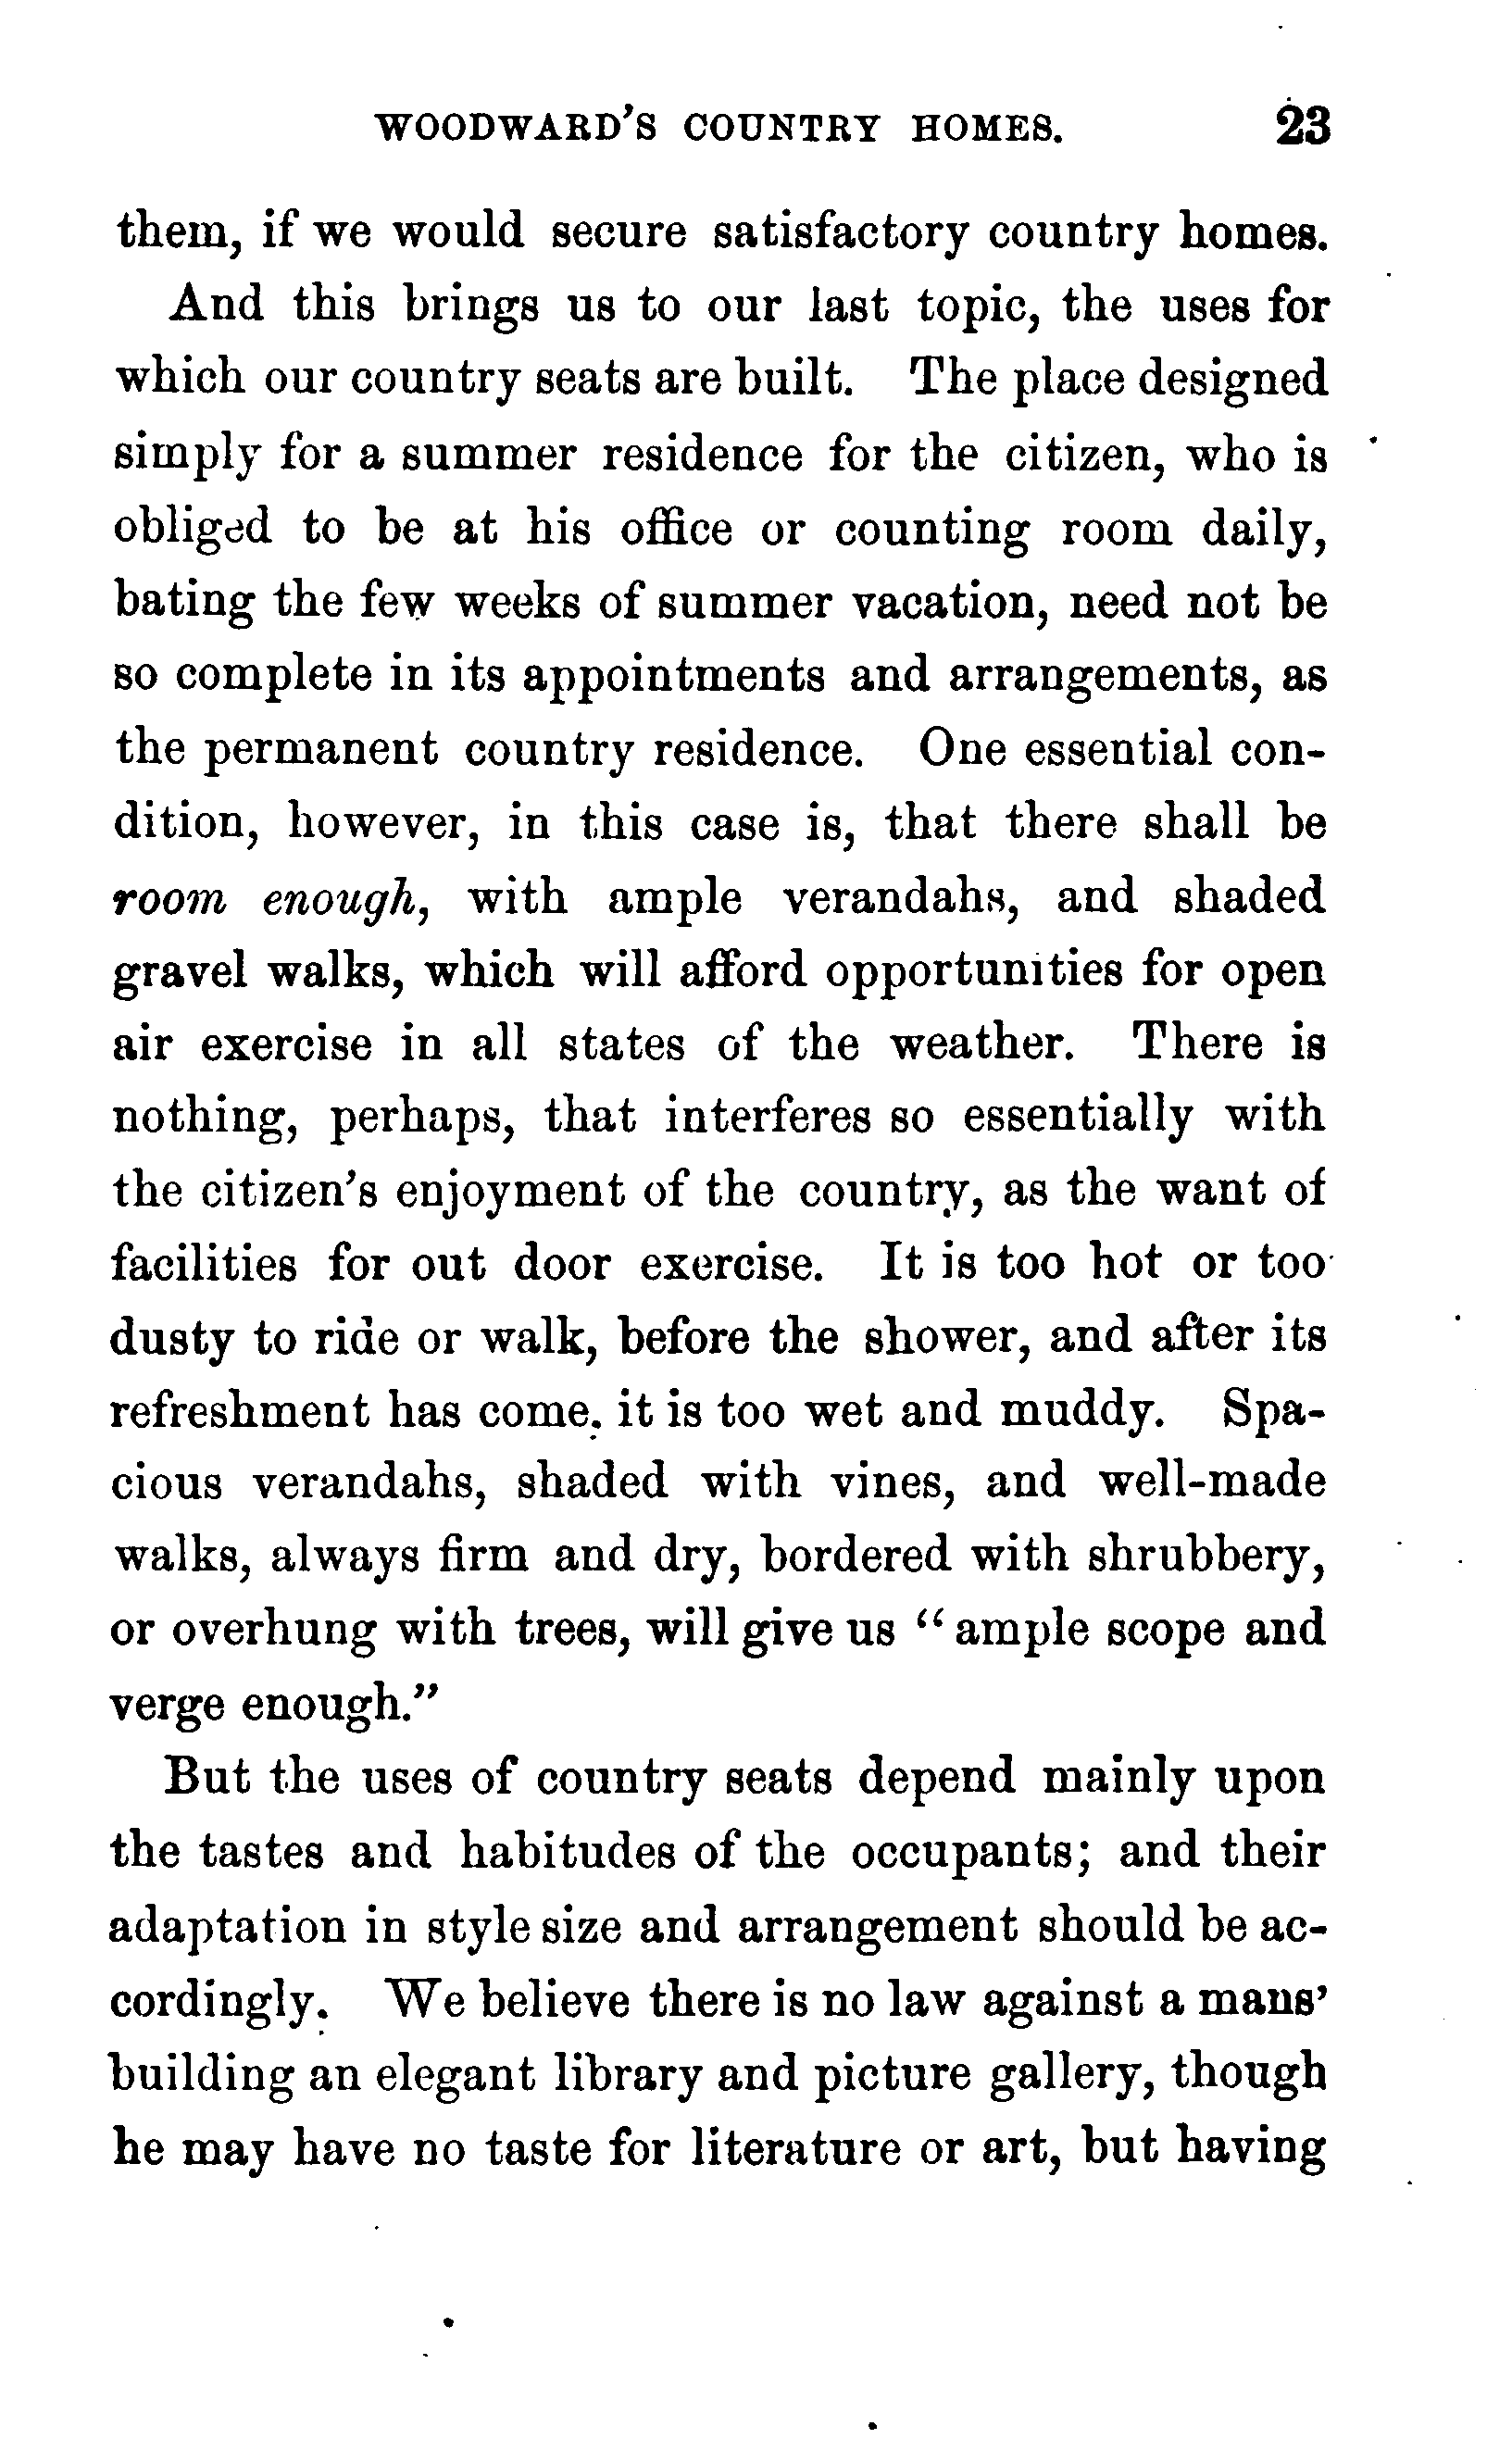 WOODWARD'S COUNTRY HOMES. 23
them, if we would secure satisfactory country homes.
And this brings us to our last topic, the uses for
which our country seats are built. The place designed
simply for a summer residence for the citizen, who is
obliged to be at his office or counting room daily,
bating the few weeks of summer vacation, need not be
so complete in its appointments and arrangements, as
the permanent country residence. One essential con-
dition, however, in this case is, that there shall be
room enough, with ample verandahs, and shaded
gravel walks, which will afford opportunities for open
air exercise in all states of the weather. There is
nothing, perhaps, that interferes so essentially with
the citizen's enjoyment of the country, as the want of
facilities for out door exercise. It is too hot or too
dusty to ride or walk, before the shower, and after its
refreshment has come, it is too wet and muddy. Spa-
cious verandahs, shaded with vines, and well-made
walks, always firm and dry, bordered with shrubbery,
or overhung with trees, will give us "ample scope and
verge enough."
But the uses of country seats depend mainly upon
the tastes and habitudes of the occupants; and their
adaptation in style size and arrangement should be ac-
cordingly. We believe there is no law against a mans'
building an elegant library and picture gallery, though
he may have no taste for literature or art, but having